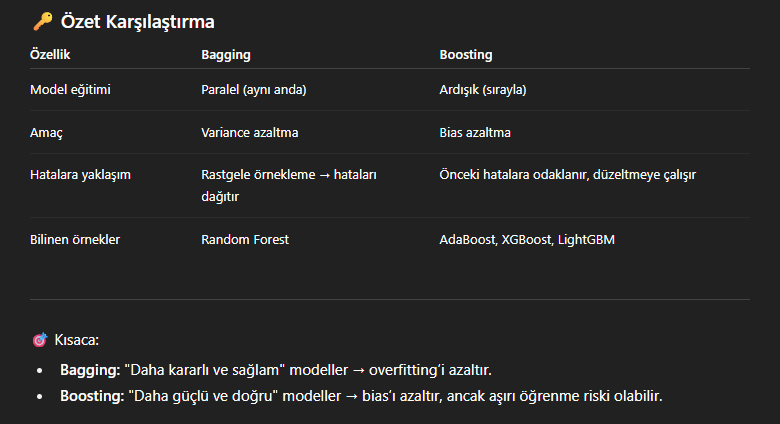 🔑 Özet Karşılaştırma
Özellik Bagging Boosting
Model eğitimi Paralel (aynı anda) Ardışık (sırayla)
Amaç Variance azaltma Bias azaltma
Hatalara yaklaşım Rastgele örnekleme → hataları Önceki hatalara odaklanır, düzeltmeye çalışır
dağıtır
Bilinen örnekler Random Forest AdaBoost, XGBoost, LightGBM
🎯 Kısaca:
• Bagging: "Daha kararlı ve sağlam" modeller → overfitting’i azaltır.
• Boosting: "Daha güçlü ve doğru" modeller → bias’ı azaltır, ancak aşırı öğrenme riski olabilir.